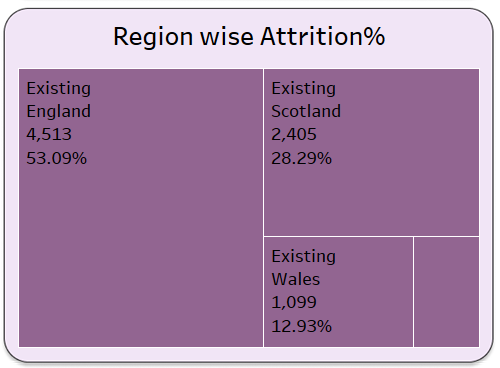 Region wise Attrition%
Existing
England
4,513
53.09%
Existing
Scotland
2,405
28.29%
Existing
Wales
1,099
12.93%